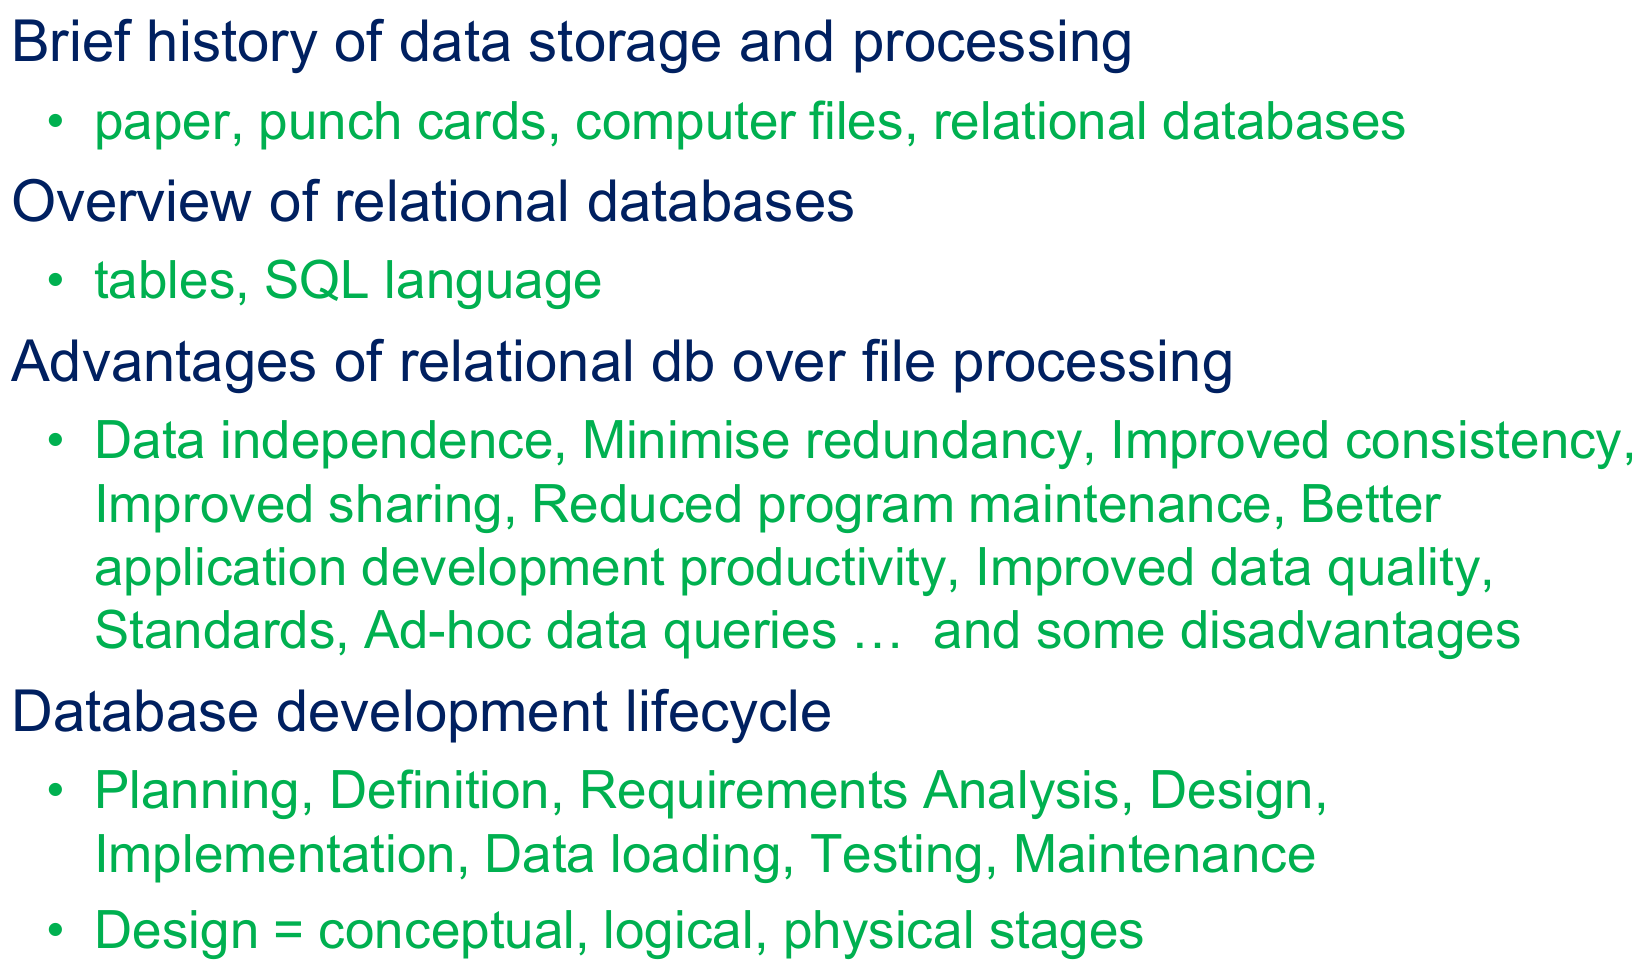 Brief history of data storage and processing
• paper, punch cards, computer files, relational databases
Overview of relational databases
• tables, SQL language
Advantages of relational db over file processing
• Data independence, Minimise redundancy, Improved consistency,
Improved sharing, Reduced program maintenance, Better
application development productivity, Improved data quality,
Standards, Ad-hoc data queries …  and some disadvantages
Database development lifecycle
• Planning, Definition, Requirements Analysis, Design,
Implementation, Data loading, Testing, Maintenance
• Design = conceptual, logical, physical stages